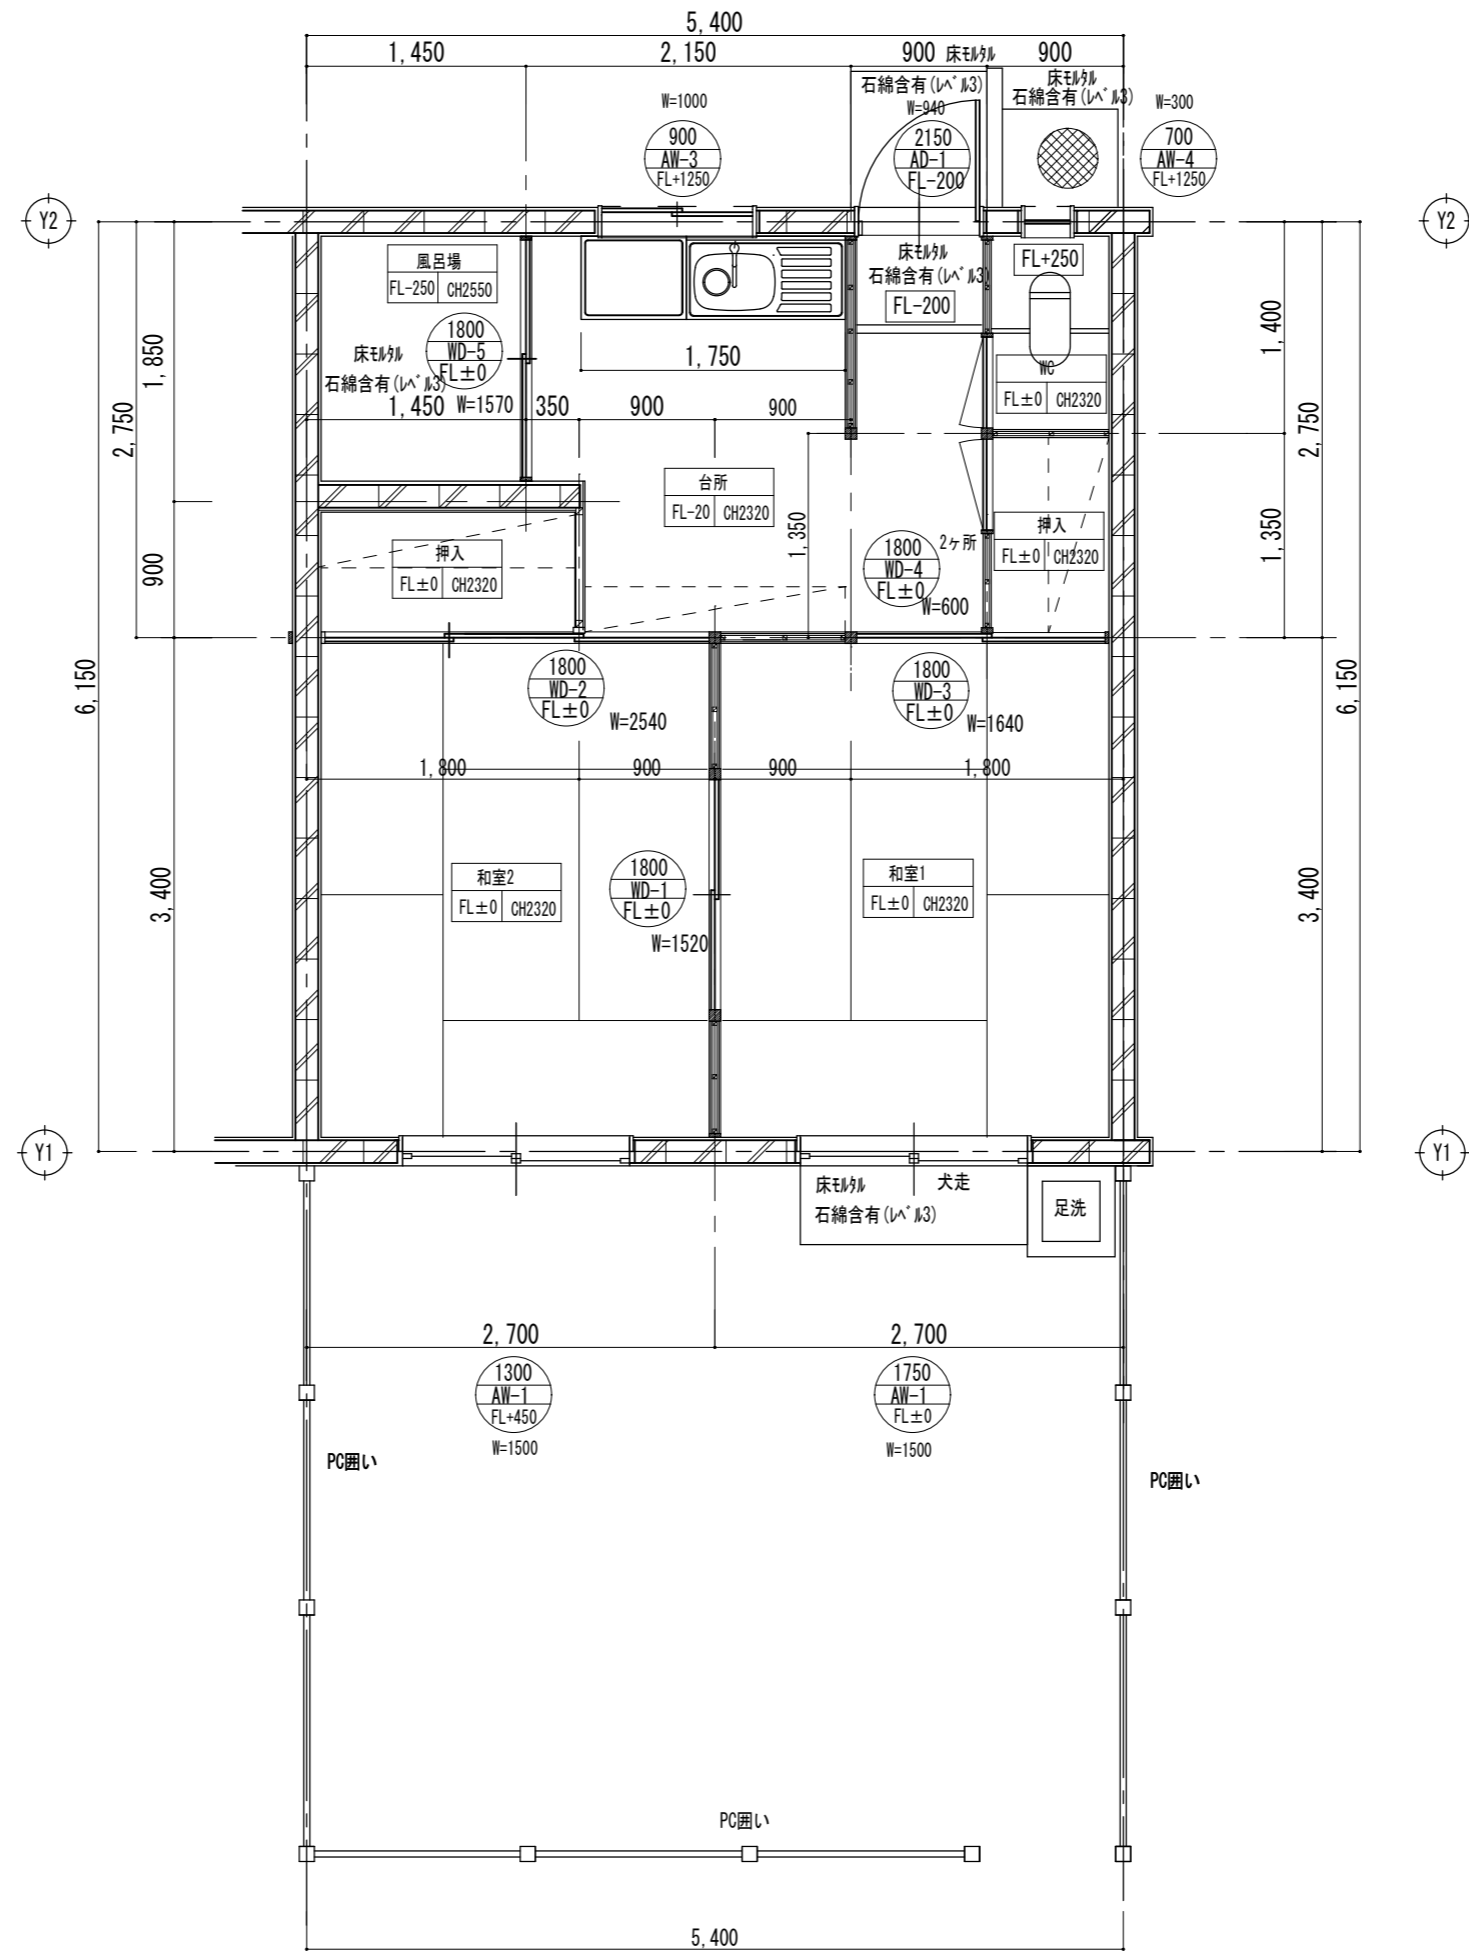 5,400
1,450
2,150
900
床モルタル
900
石綿含有(レベル3)
床モルタル
石綿含有(レベル3)
W=1000
W=940
W=300
900
AW-3
FL+1250
2150
AD-1
FL-200
700
AW-4
FL+1250
Y2
Y2
風呂場
FL-250 CH2550
床モルタル
石綿含有(レベル3)
FL-200
FL+250
1800
WD-5
FL±0
床モルタル
石綿含有(レベル3)
1,750
WC
FL±0 CH2320
1,450
W=1570
350
900
900
1,850
2,750
900
6,150
3,400
1,400
2,750
1,350
6,150
3,400
台所
FL-20 CH2320
1,350
押入
FL±0 CH2320
押入
FL±0 CH2320
2ヶ所
1800
WD-4
FL±0
W=600
1800
WD-2
FL±0
W=2540
1800
WD-3
FL±0
W=1640
1,800
900
900
1,800
和室2
FL±0 CH2320
1800
WD-1
FL±0
W=1520
和室1
FL±0 CH2320
Y1
Y1
床モルタル
犬走
石綿含有(レベル3)
足洗
2,700
2,700
1300
AW-1
FL+450
W=1500
1750
AW-1
FL±0
W=1500
PC囲い
PC囲い
PC囲い
5,400